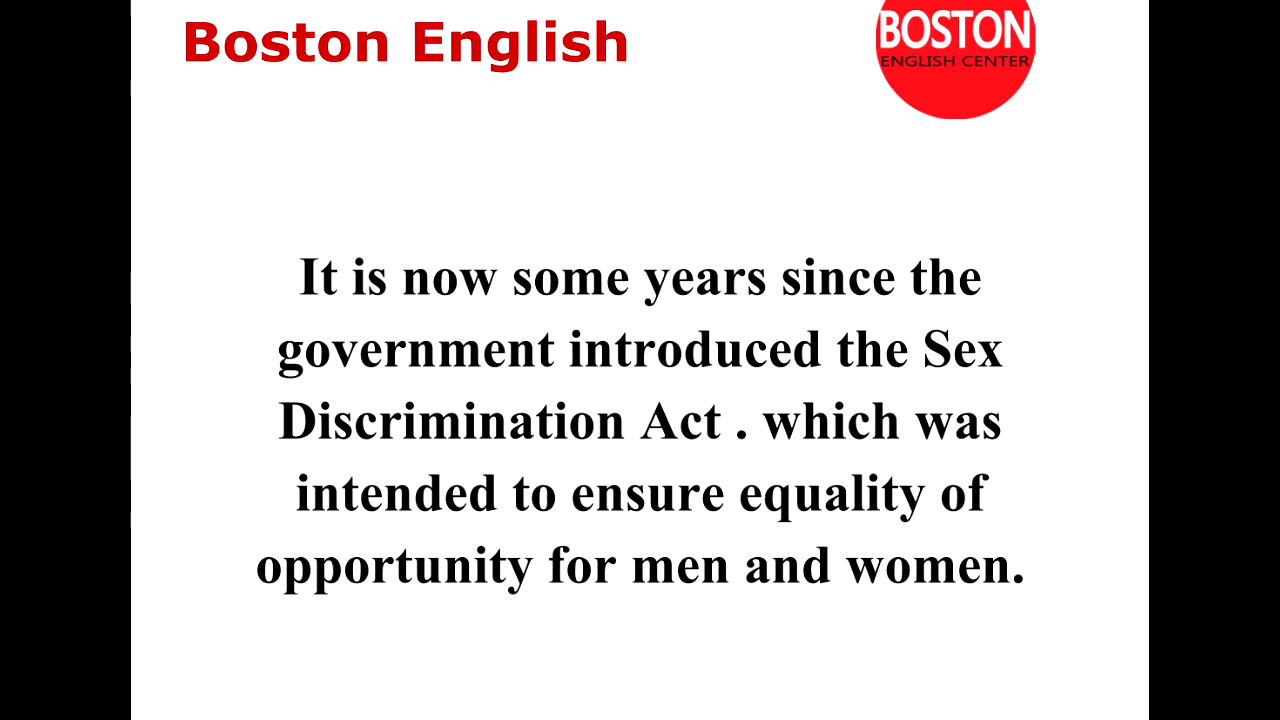 Boston English
BOSTON
ENGLISH CENTER
It is now some years since the
government introduced the Sex
Discrimination Act . which was
intended to ensure equality of
opportunity for men and women.